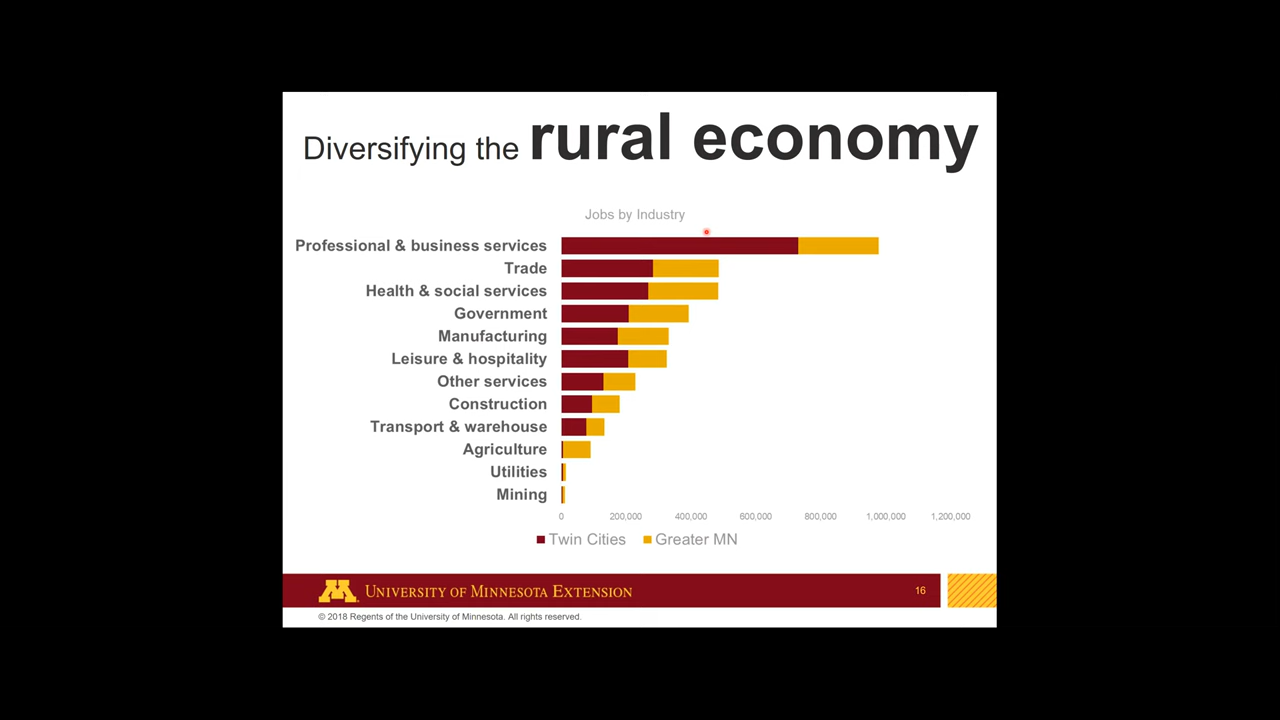 Diversifying the rural economy
Jobs by Industry
Professional & business services
Trade
Health & social services
Government
Manufacturing
Leisure & hospitality
Other services
Construction
Transport & warehouse
Agriculture
Utilities
Mining
0 200,000 400,000 600,000 800,000 1,000,000 1,200,000
Twin Cities Greater MN
M UNIVERSITY OF MINNESOTA EXTENSION 16
© 2018 Regents of the University of Minnesota. All rights reserved.